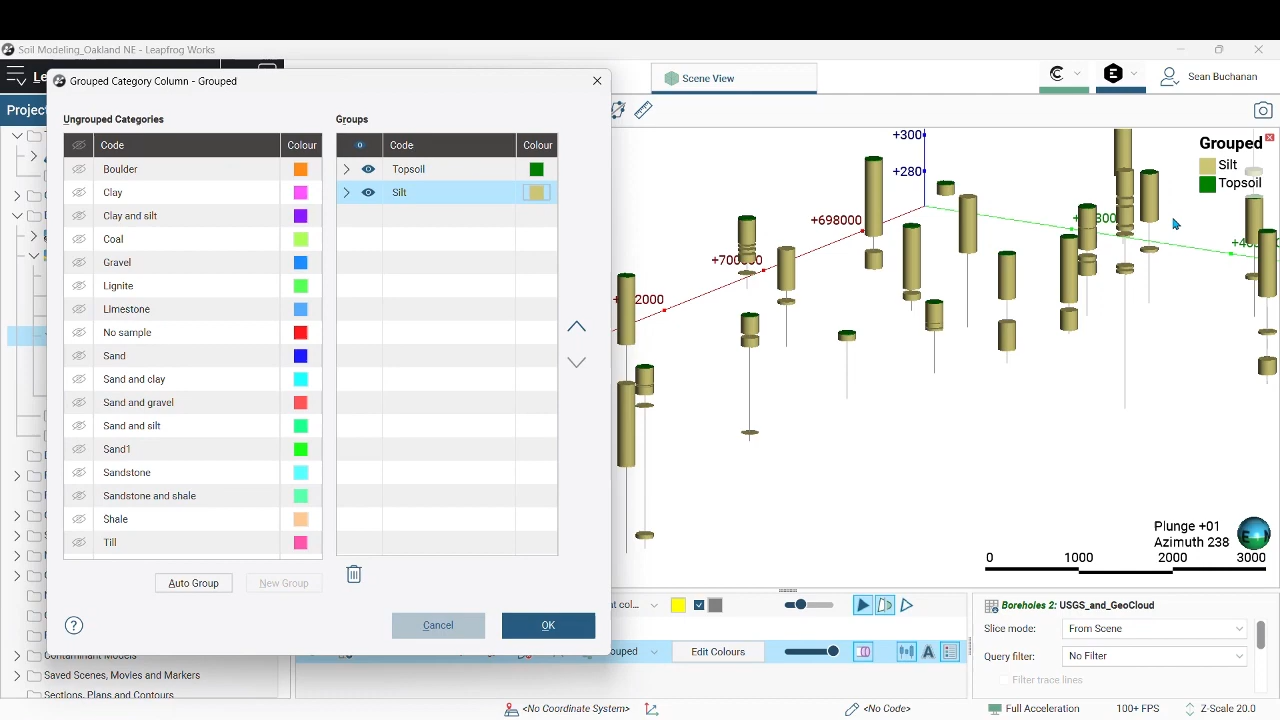 Soil Modeling_Oakland NE - Leapfrog Works
Le
Scene View
Sean Buchanan
Project
Grouped Category Column - Grouped
Ungrouped Categories
Groups
Code Colour
Code Colour
Boulder
Clay
Clay and silt
Coal
Gravel
Lignite
Limestone
No sample
Sand
Sand and clay
Sand and gravel
Sand and silt
Sand1
Sandstone
Sandstone and shale
Shale
Till
Topsoil
Silt
Auto Group
New Group
Cancel
OK
+300
+280
+698000
Grouped
Silt
Topsoil
Plunge +01
Azimuth 238
0 1000 2000 3000
Edit Colours
A
Boreholes 2: USGS_and_GeoCloud
Slice mode: From Scene
Query filter: No Filter
Filter trace lines
Contaminant Models
Saved Scenes, Movies and Markers
Sections, Plans and Contours
<No Coordinate System>
<No Code>
Full Acceleration
100+ FPS
Z-Scale 20.0